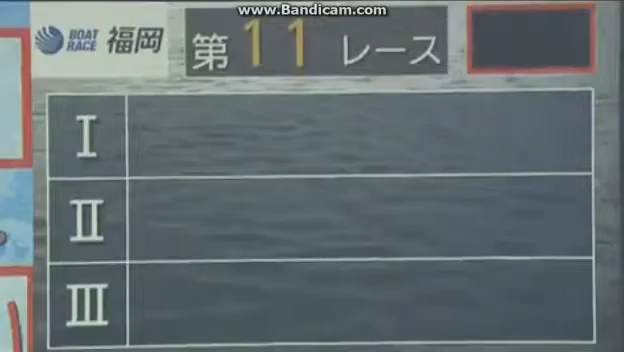 www.Bandicam.com
BOAT RACE 福岡
第11レース
I
II
III